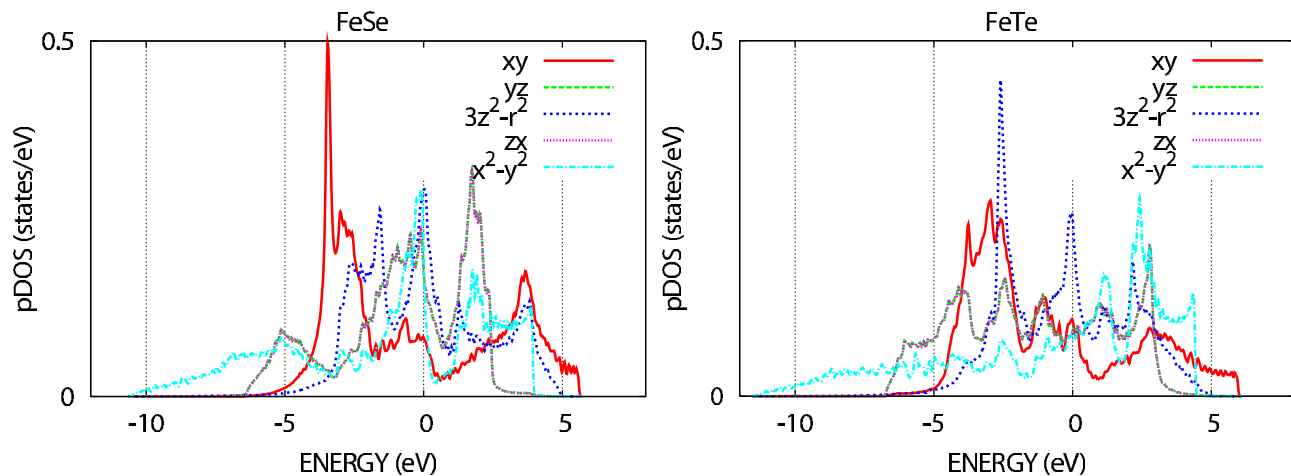 FeSe
0.5
xy
yz
3z²-r²
zx
x²-y²
pDOS (states/eV)
0
-10
-5
0
5
ENERGY (eV)
FeTe
0.5
xy
yz
3z²-r²
zx
x²-y²
pDOS (states/eV)
0
-10
-5
0
5
ENERGY (eV)